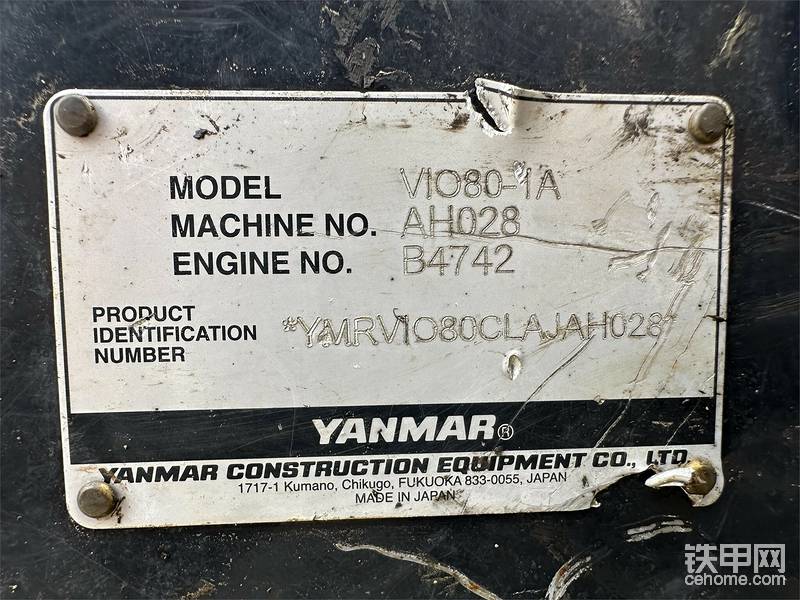 MODEL VIO80-1A
MACHINE NO. AH028
ENGINE NO. B4742
PRODUCT
IDENTIFICATION
NUMBER
*YMRVIO80CLAJAH028*
YANMAR®
YANMAR CONSTRUCTION EQUIPMENT CO., LTD.
1717-1 Kumano, Chikugo, FUKUOKA 833-0055, JAPAN
MADE IN JAPAN
铁甲网
cehome.com